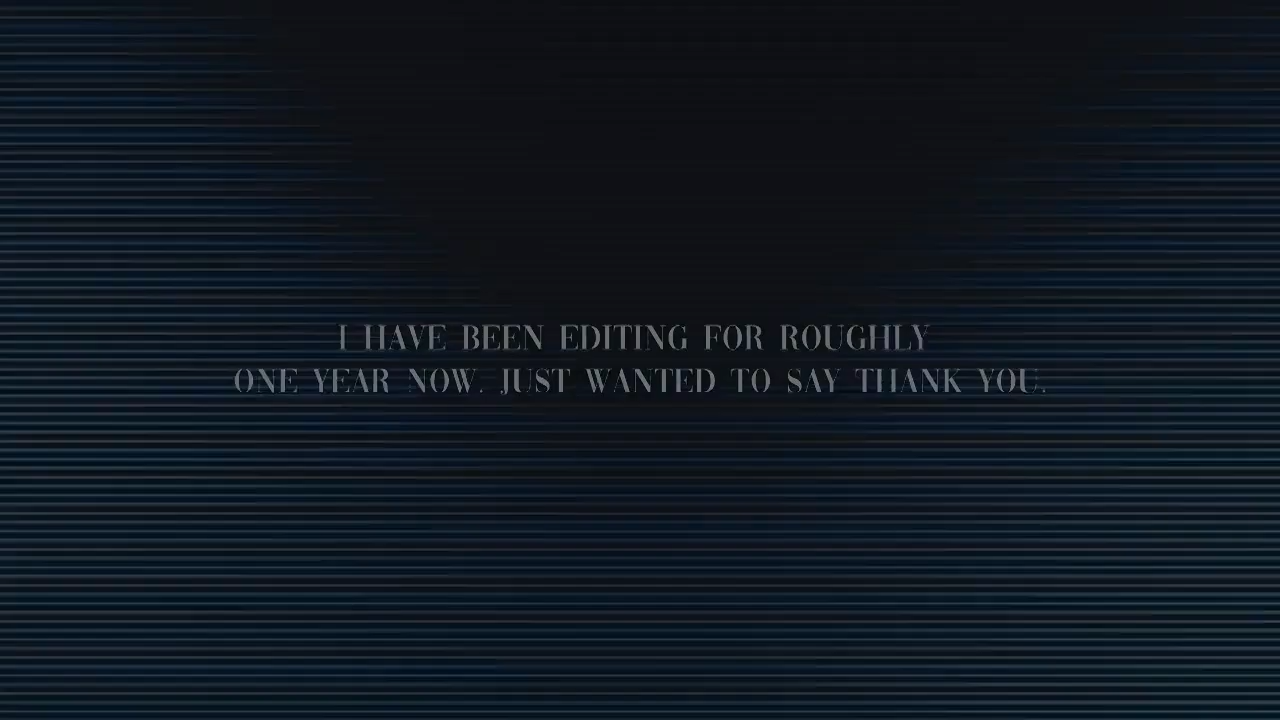 I HAVE BEEN EDITING FOR ROUGHLY
ONE YEAR NOW. JUST WANTED TO SAY THANK YOU.